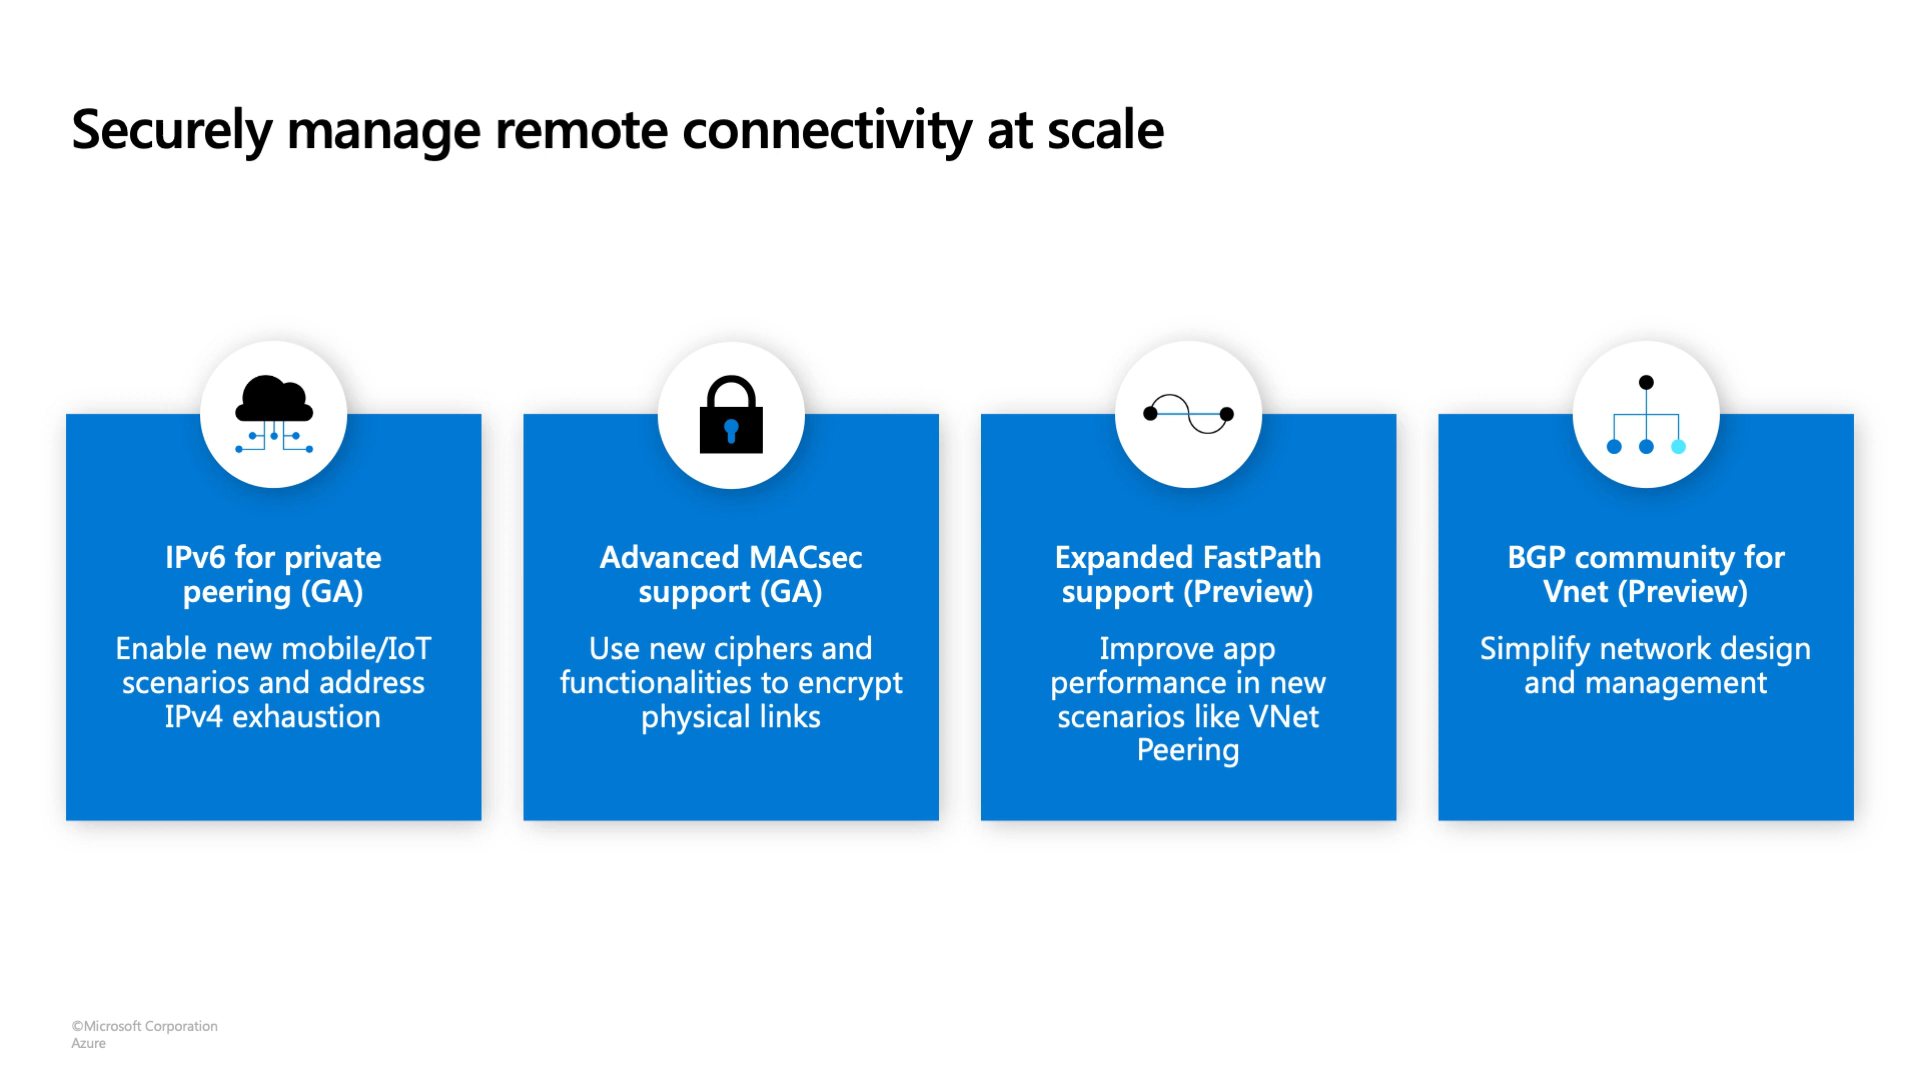 Securely manage remote connectivity at scale
IPv6 for private
peering (GA)
Enable new mobile/IoT
scenarios and address
IPv4 exhaustion
Advanced MACsec
support (GA)
Use new ciphers and
functionalities to encrypt
physical links
Expanded FastPath
support (Preview)
Improve app
performance in new
scenarios like VNet
Peering
BGP community for
Vnet (Preview)
Simplify network design
and management
©Microsoft Corporation
Azure